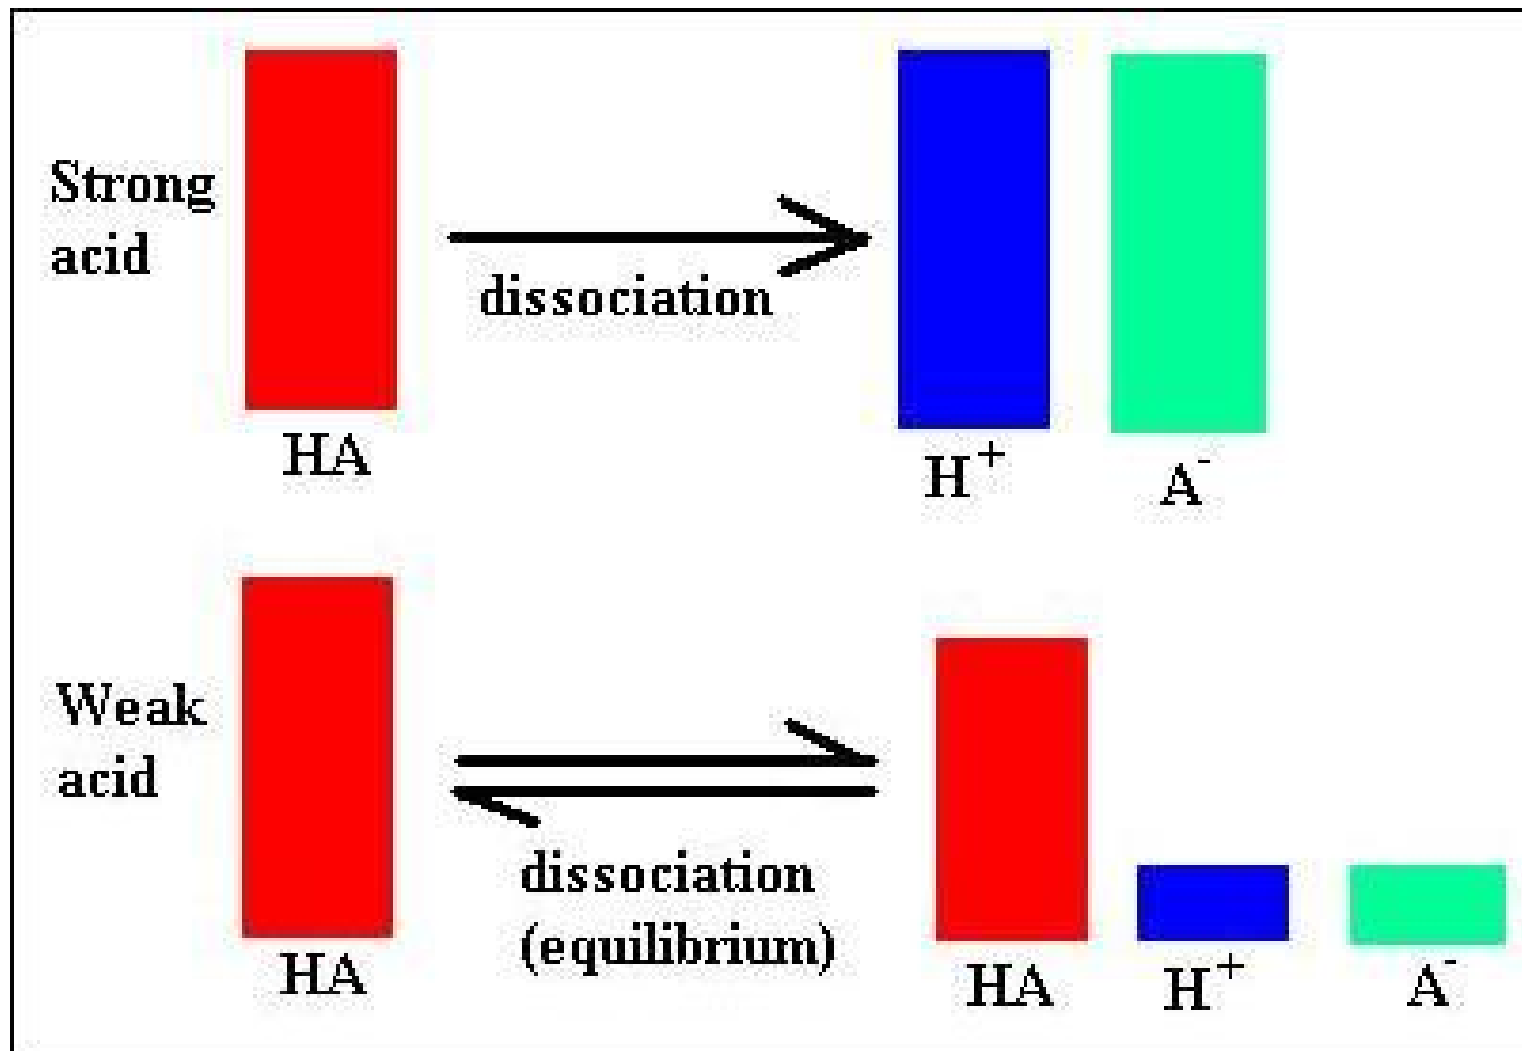 Strong
acid
dissociation
HA
H⁺
A⁻
Weak
acid
dissociation
(equilibrium)
HA
HA
H⁺
A⁻